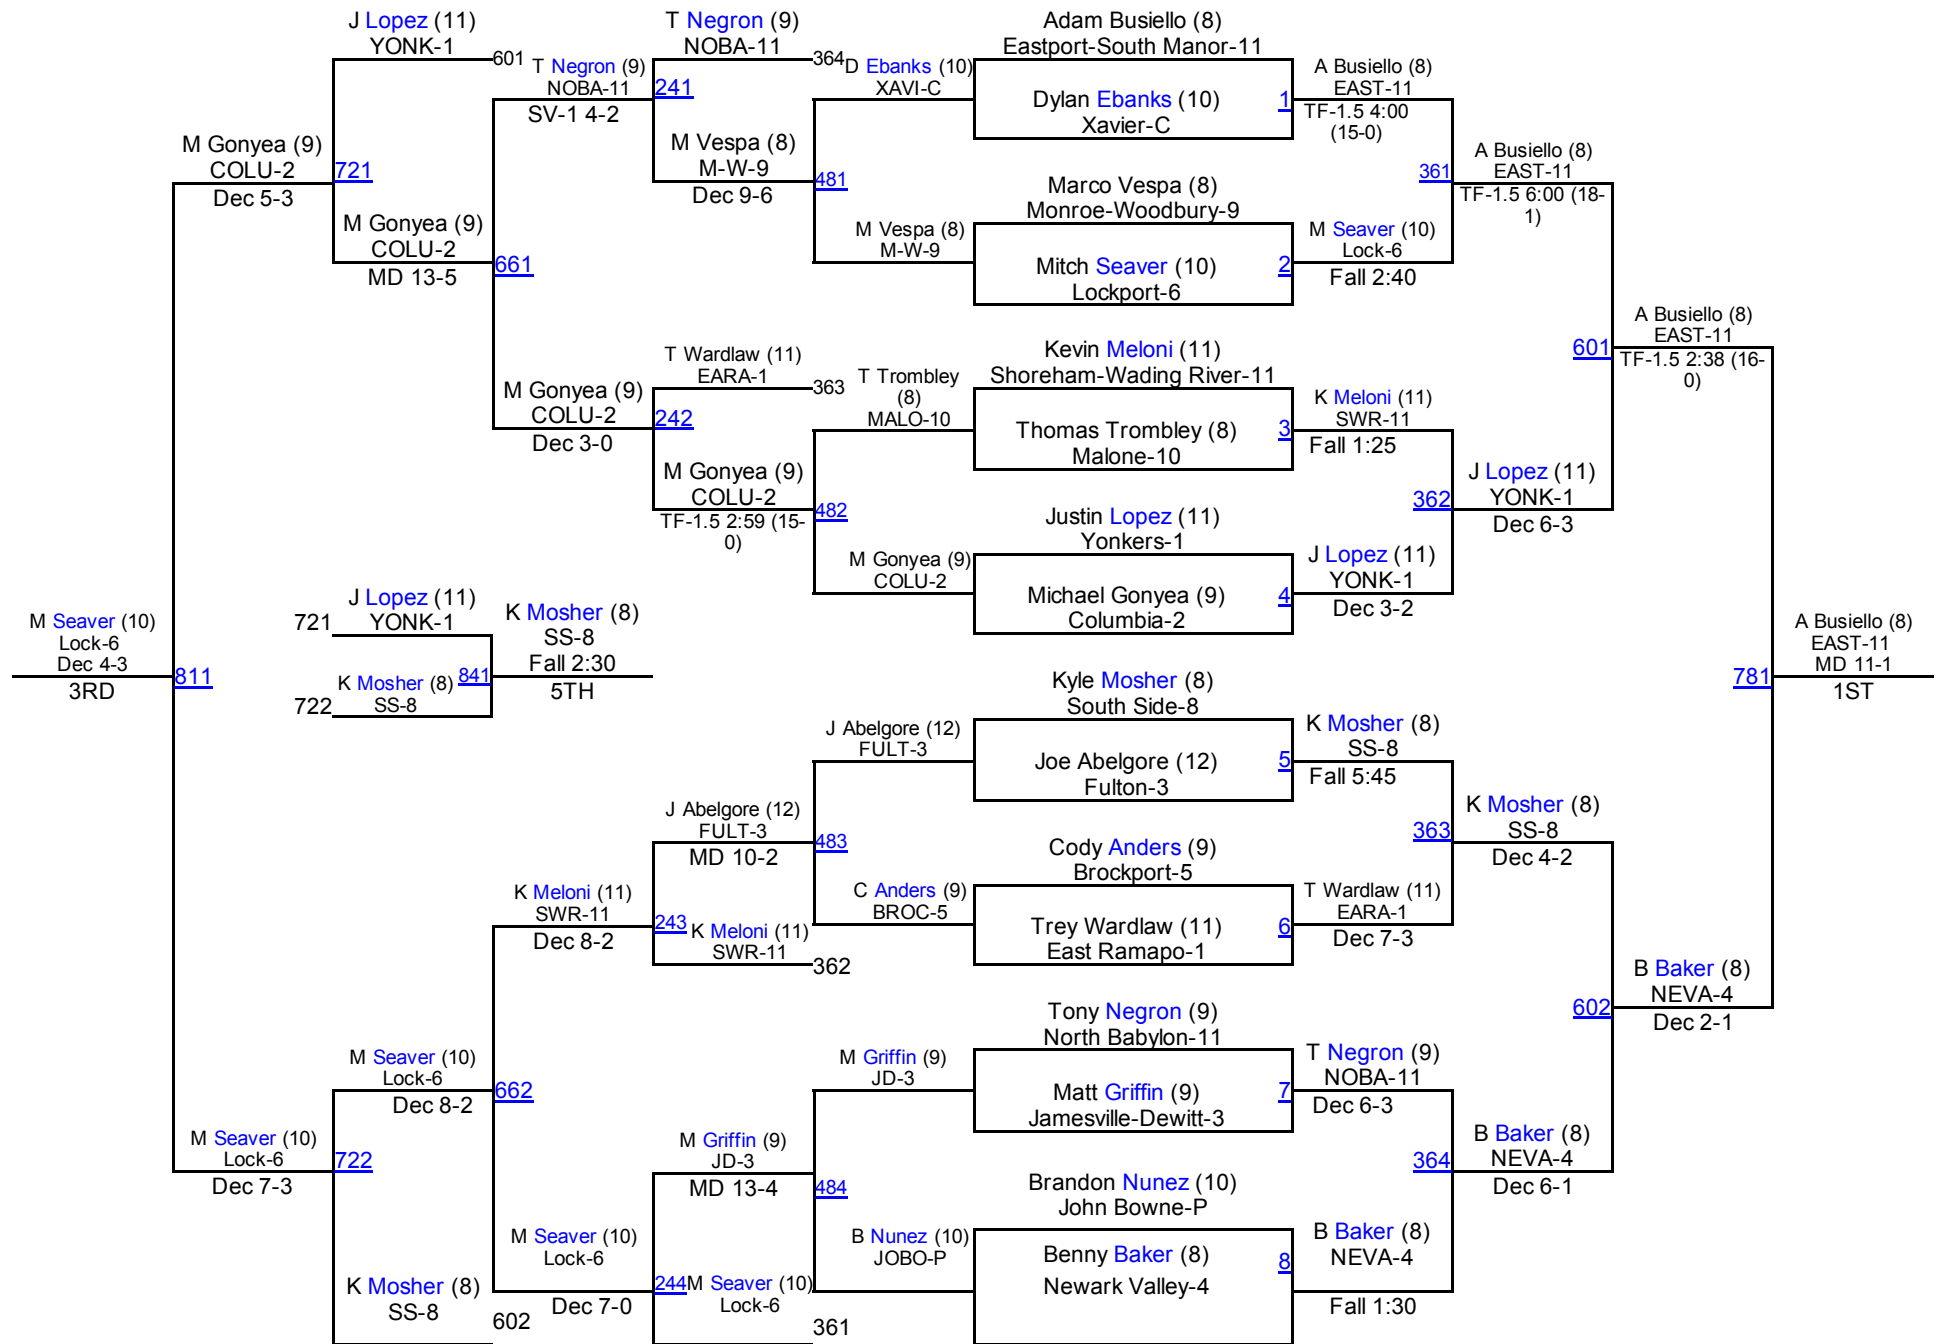 J Lopez (11)
YONK-1
601
T Negron (9)
NOBA-11
364
T Negron (9)
NOBA-11
SV-1 4-2
241
M Gonyea (9)
COLU-2
Dec 5-3
721
M Gonyea (9)
COLU-2
MD 13-5
661
M Vespa (8)
M-W-9
Dec 9-6
481
D Ebanks (10)
XAVI-C
M Vespa (8)
M-W-9
T Wardlaw (11)
EARA-1
363
M Gonyea (9)
COLU-2
Dec 3-0
242
M Gonyea (9)
COLU-2
TF-1.5 2:59 (15-
0)
482
T Trombley
(8)
MALO-10
M Gonyea (9)
COLU-2
M Seaver (10)
Lock-6
Dec 4-3
3RD
811
721
J Lopez (11)
YONK-1
722
K Mosher (8)
SS-8
841
K Mosher (8)
SS-8
Fall 2:30
5TH
J Abelgore (12)
FULT-3
J Abelgore (12)
FULT-3
MD 10-2
483
C Anders (9)
BROC-5
K Meloni (11)
SWR-11
Dec 8-2
243
K Meloni (11)
SWR-11
362
M Seaver (10)
Lock-6
Dec 8-2
662
M Seaver (10)
Lock-6
Dec 7-3
722
M Griffin (9)
JD-3
M Griffin (9)
JD-3
MD 13-4
484
B Nunez (10)
JOBO-P
M Seaver (10)
Lock-6
Dec 7-0
244
M Seaver (10)
Lock-6
361
K Mosher (8)
SS-8
602
Adam Busiello (8)
Eastport-South Manor-11
Dylan Ebanks (10)
Xavier-C
1
A Busiello (8)
EAST-11
TF-1.5 4:00
(15-0)
Marco Vespa (8)
Monroe-Woodbury-9
Mitch Seaver (10)
Lockport-6
2
M Seaver (10)
Lock-6
Fall 2:40
361
A Busiello (8)
EAST-11
TF-1.5 6:00 (18-
1)
Kevin Meloni (11)
Shoreham-Wading River-11
Thomas Trombley (8)
Malone-10
3
K Meloni (11)
SWR-11
Fall 1:25
Justin Lopez (11)
Yonkers-1
Michael Gonyea (9)
Columbia-2
4
J Lopez (11)
YONK-1
Dec 3-2
362
J Lopez (11)
YONK-1
Dec 6-3
601
A Busiello (8)
EAST-11
TF-1.5 2:38 (16-
0)
Kyle Mosher (8)
South Side-8
Joe Abelgore (12)
Fulton-3
5
K Mosher (8)
SS-8
Fall 5:45
Cody Anders (9)
Brockport-5
Trey Wardlaw (11)
East Ramapo-1
6
T Wardlaw (11)
EARA-1
Dec 7-3
363
K Mosher (8)
SS-8
Dec 4-2
Tony Negron (9)
North Babylon-11
Matt Griffin (9)
Jamesville-Dewitt-3
7
T Negron (9)
NOBA-11
Dec 6-3
Brandon Nunez (10)
John Bowne-P
Benny Baker (8)
Newark Valley-4
8
B Baker (8)
NEVA-4
Fall 1:30
364
B Baker (8)
NEVA-4
Dec 6-1
602
B Baker (8)
NEVA-4
Dec 2-1
781
A Busiello (8)
EAST-11
MD 11-1
1ST